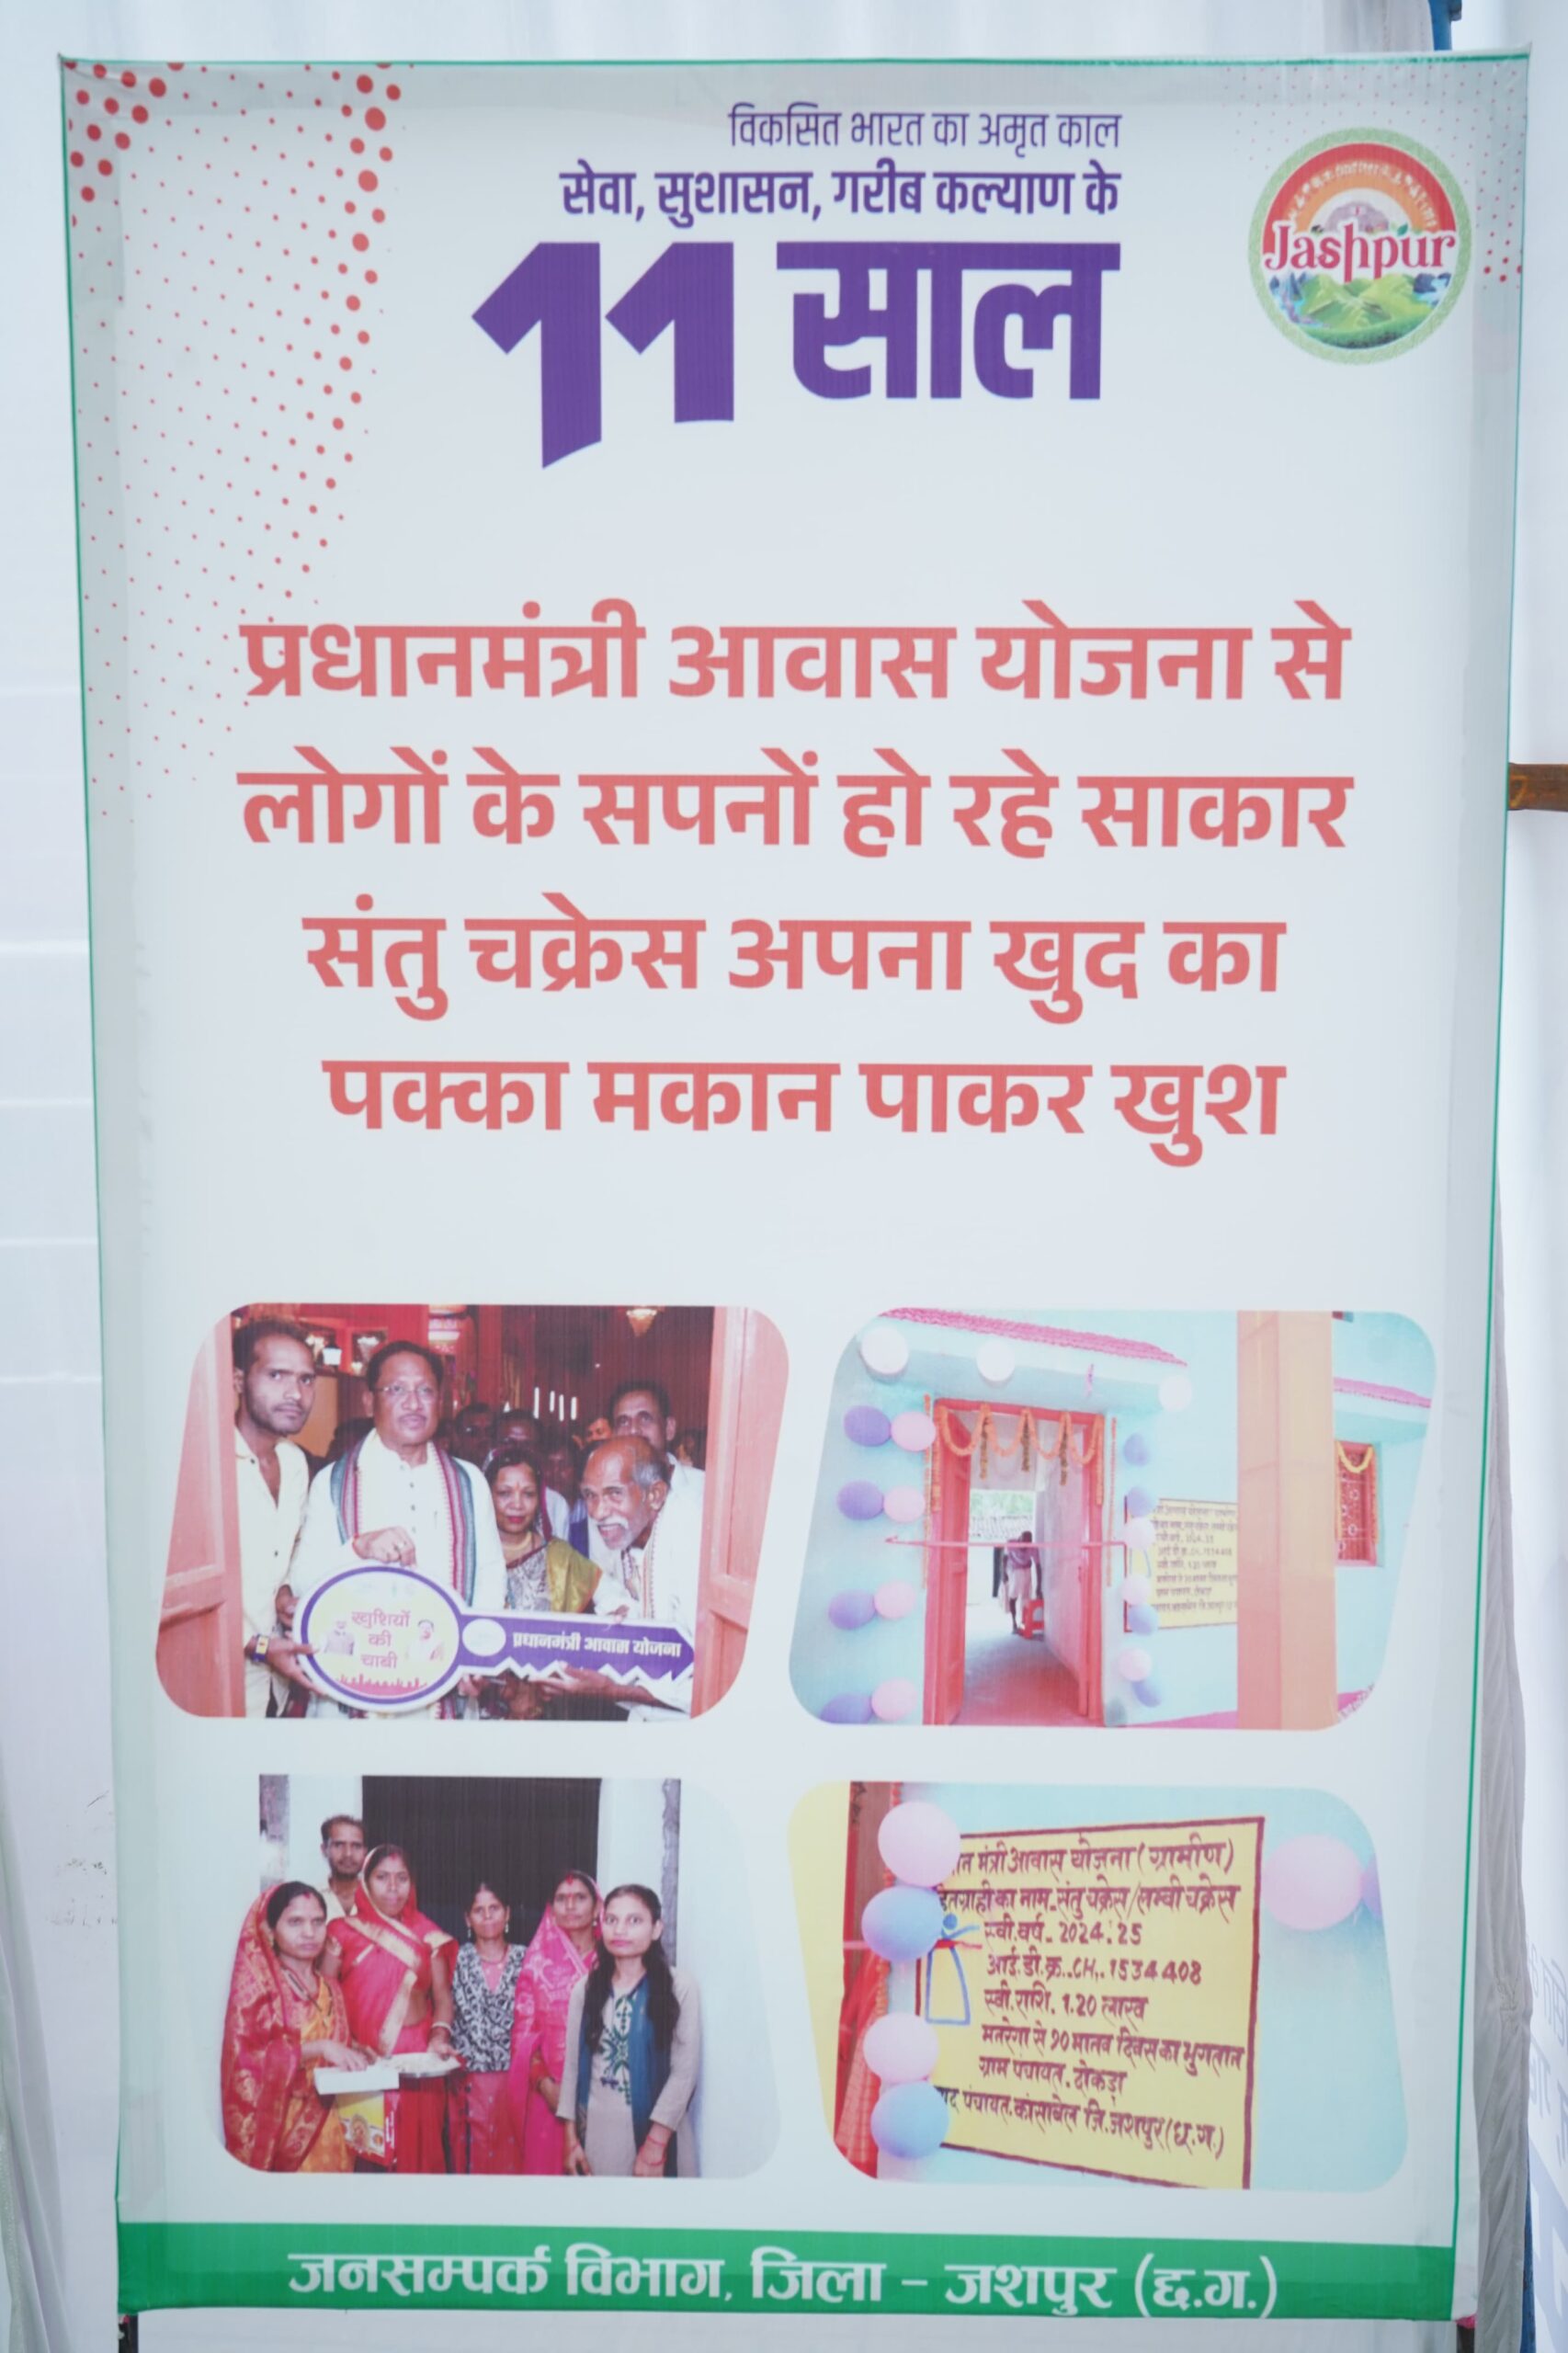 विकसित भारत का अमृत काल
सेवा, सुशासन, गरीब कल्याण के
11 साल
Jashpur
प्रधानमंत्री आवास योजना से
लोगों के सपनों हो रहे साकार
संतु चक्रेस अपना खुद का
पक्का मकान पाकर खुश
खुशियों
की
चाबी
प्रधानमंत्री आवास योजना
मंत्री आवास योजना (ग्रामीण)
का नाम. संतु चक्रेस/लम्बी चक्रेस
स्वी.वर्ष. 2024.25
आई.डी.क्र..CH,. 1534408
स्वी.राशि. 1.20 लाख
मनरेगा से 90 मानव दिवस का भुगतान
ग्राम पंचायत. टोकड़ा
पंचायत. कांसाबेल जि.जशपुर (छ.ग.)
जनसम्पर्क विभाग, जिला – जशपुर (छ.ग.)